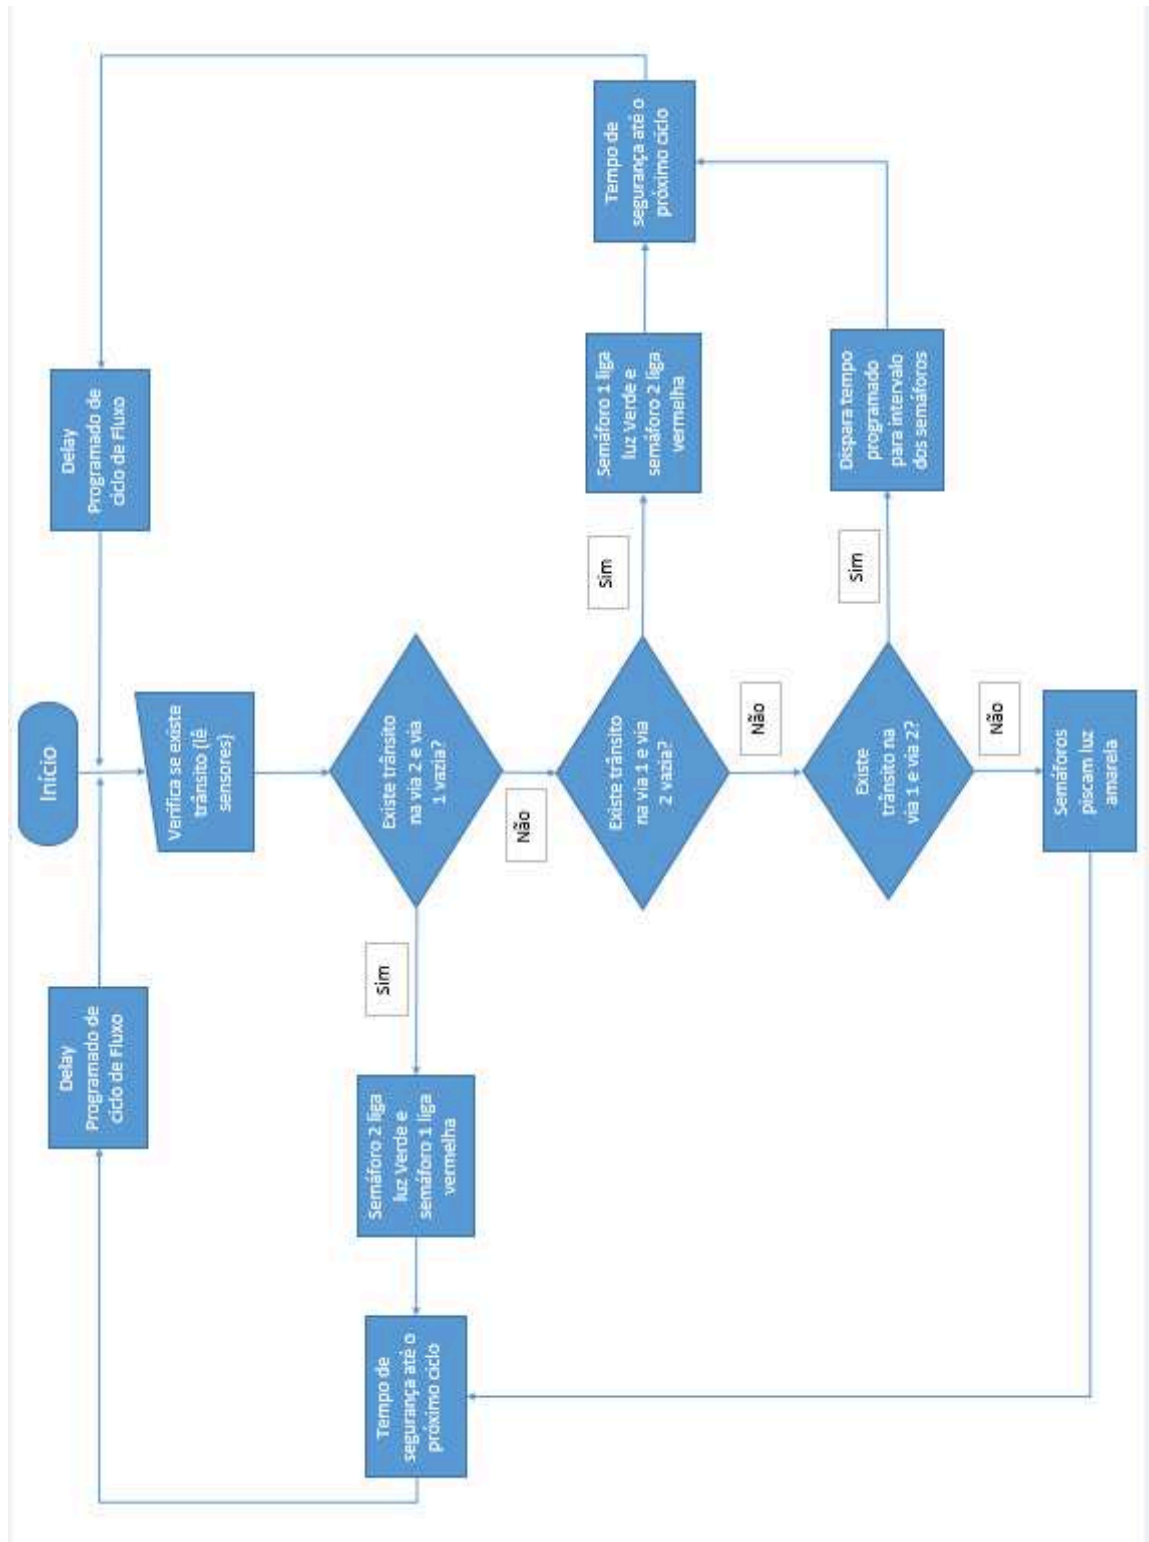 Início
Delay
Programado de
ciclo de Fluxo
Delay
Programado de
ciclo de Fluxo
Verifica se existe
trânsito (lê
sensores)
Existe trânsito
na via 2 e via
1 vazia?
Sim
Semáforo 2 liga
luz Verde e
semáforo 1 liga
vermelha
Tempo de
segurança até o
próximo ciclo
Não
Existe trânsito
na via 1 e via
2 vazia?
Sim
Semáforo 1 liga
luz Verde e
semáforo 2 liga
vermelha
Tempo de
segurança até o
próximo ciclo
Não
Existe
trânsito na
via 1 e via 2?
Sim
Dispara tempo
programado
para intervalo
dos semáforos
Não
Semáforos
piscam luz
amarela